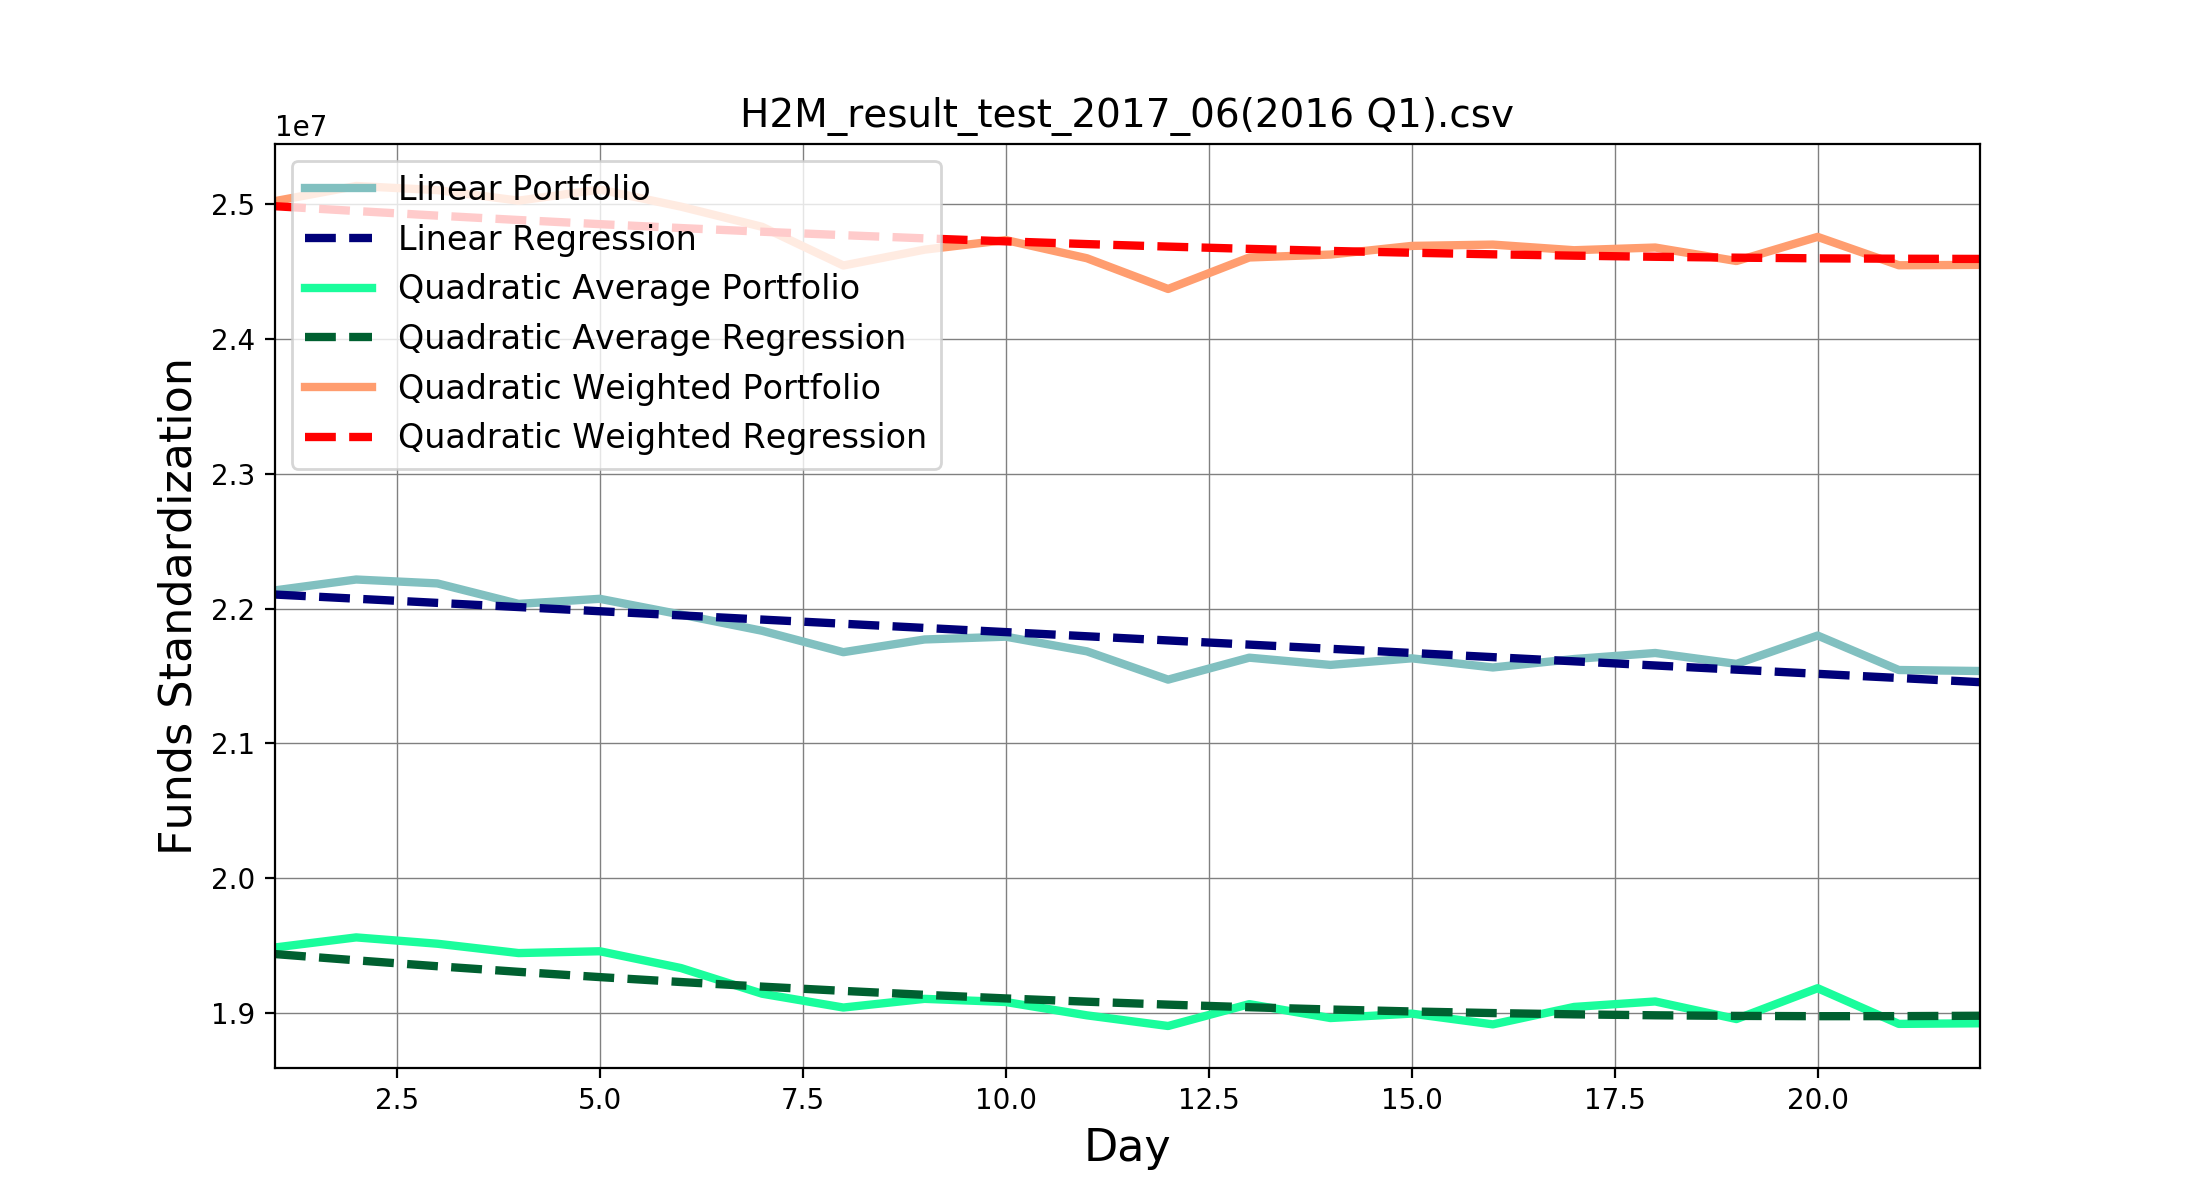 H2M_result_test_2017_06(2016 Q1).csv
1e7
Linear Portfolio
Linear Regression
Quadratic Average Portfolio
Quadratic Average Regression
Quadratic Weighted Portfolio
Quadratic Weighted Regression
2.5
2.4
2.3
2.2
2.1
2.0
1.9
Funds Standardization
2.5 5.0 7.5 10.0 12.5 15.0 17.5 20.0
Day